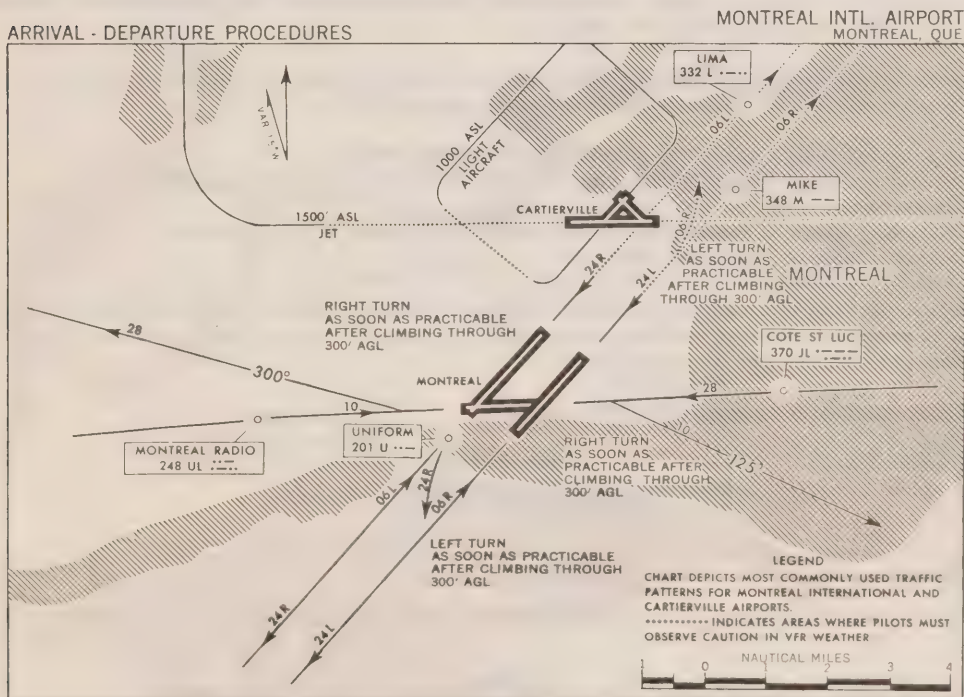 ARRIVAL - DEPARTURE PROCEDURES
MONTREAL INTL. AIRPORT
MONTREAL, QUE
LIMA
332 L ·–··
VAR 15°W
06L
06R
1000 ASL
LIGHT
AIRCRAFT
MIKE
348 M – –
CARTIERVILLE
1500' ASL
JET
06R
24R
24L
LEFT TURN
AS SOON AS
PRACTICABLE
AFTER CLIMBING
THROUGH 300' AGL
MONTREAL
RIGHT TURN
AS SOON AS PRACTICABLE
AFTER CLIMBING THROUGH
300' AGL
28
300°
COTE ST LUC
370 JL ·––– ·–··
MONTREAL
28
10
10
125°
MONTREAL RADIO
248 UL ··– ·–··
UNIFORM
201 U ··–
RIGHT TURN
AS SOON AS
PRACTICABLE AFTER
CLIMBING THROUGH
300' AGL
06L
24R
06R
LEFT TURN
AS SOON AS PRACTICABLE
AFTER CLIMBING THROUGH
300' AGL
24R
24L
LEGEND
CHART DEPICTS MOST COMMONLY USED TRAFFIC
PATTERNS FOR MONTREAL INTERNATIONAL AND
CARTIERVILLE AIRPORTS.
·········· INDICATES AREAS WHERE PILOTS MUST
OBSERVE CAUTION IN VFR WEATHER
NAUTICAL MILES
1 0 1 2 3 4